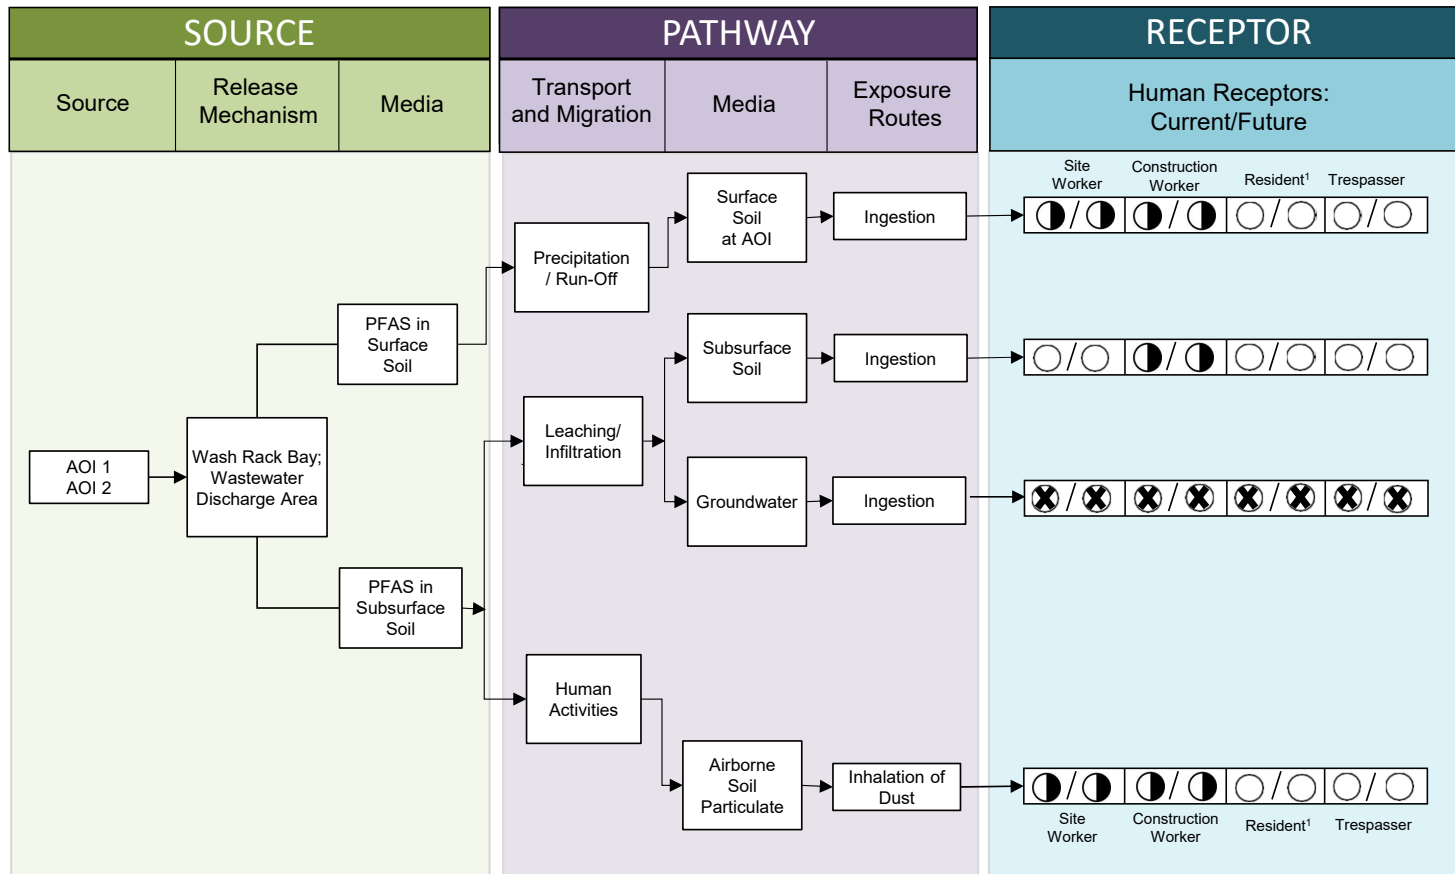 SOURCE
PATHWAY
RECEPTOR
Source
Release
Mechanism
Media
Transport
and Migration
Media
Exposure
Routes
Human Receptors:
Current/Future
Site
Worker
Construction
Worker
Resident¹
Trespasser
Surface
Soil
at AOI
Ingestion
/ / / /
Precipitation
/ Run-Off
PFAS in
Surface
Soil
Subsurface
Soil
Ingestion
/ / / /
Leaching/
Infiltration
AOI 1
AOI 2
Wash Rack Bay;
Wastewater
Discharge Area
Groundwater
Ingestion
/ / / /
PFAS in
Subsurface
Soil
Human
Activities
Airborne
Soil
Particulate
Inhalation of
Dust
/ / / /
Site
Worker
Construction
Worker
Resident¹
Trespasser